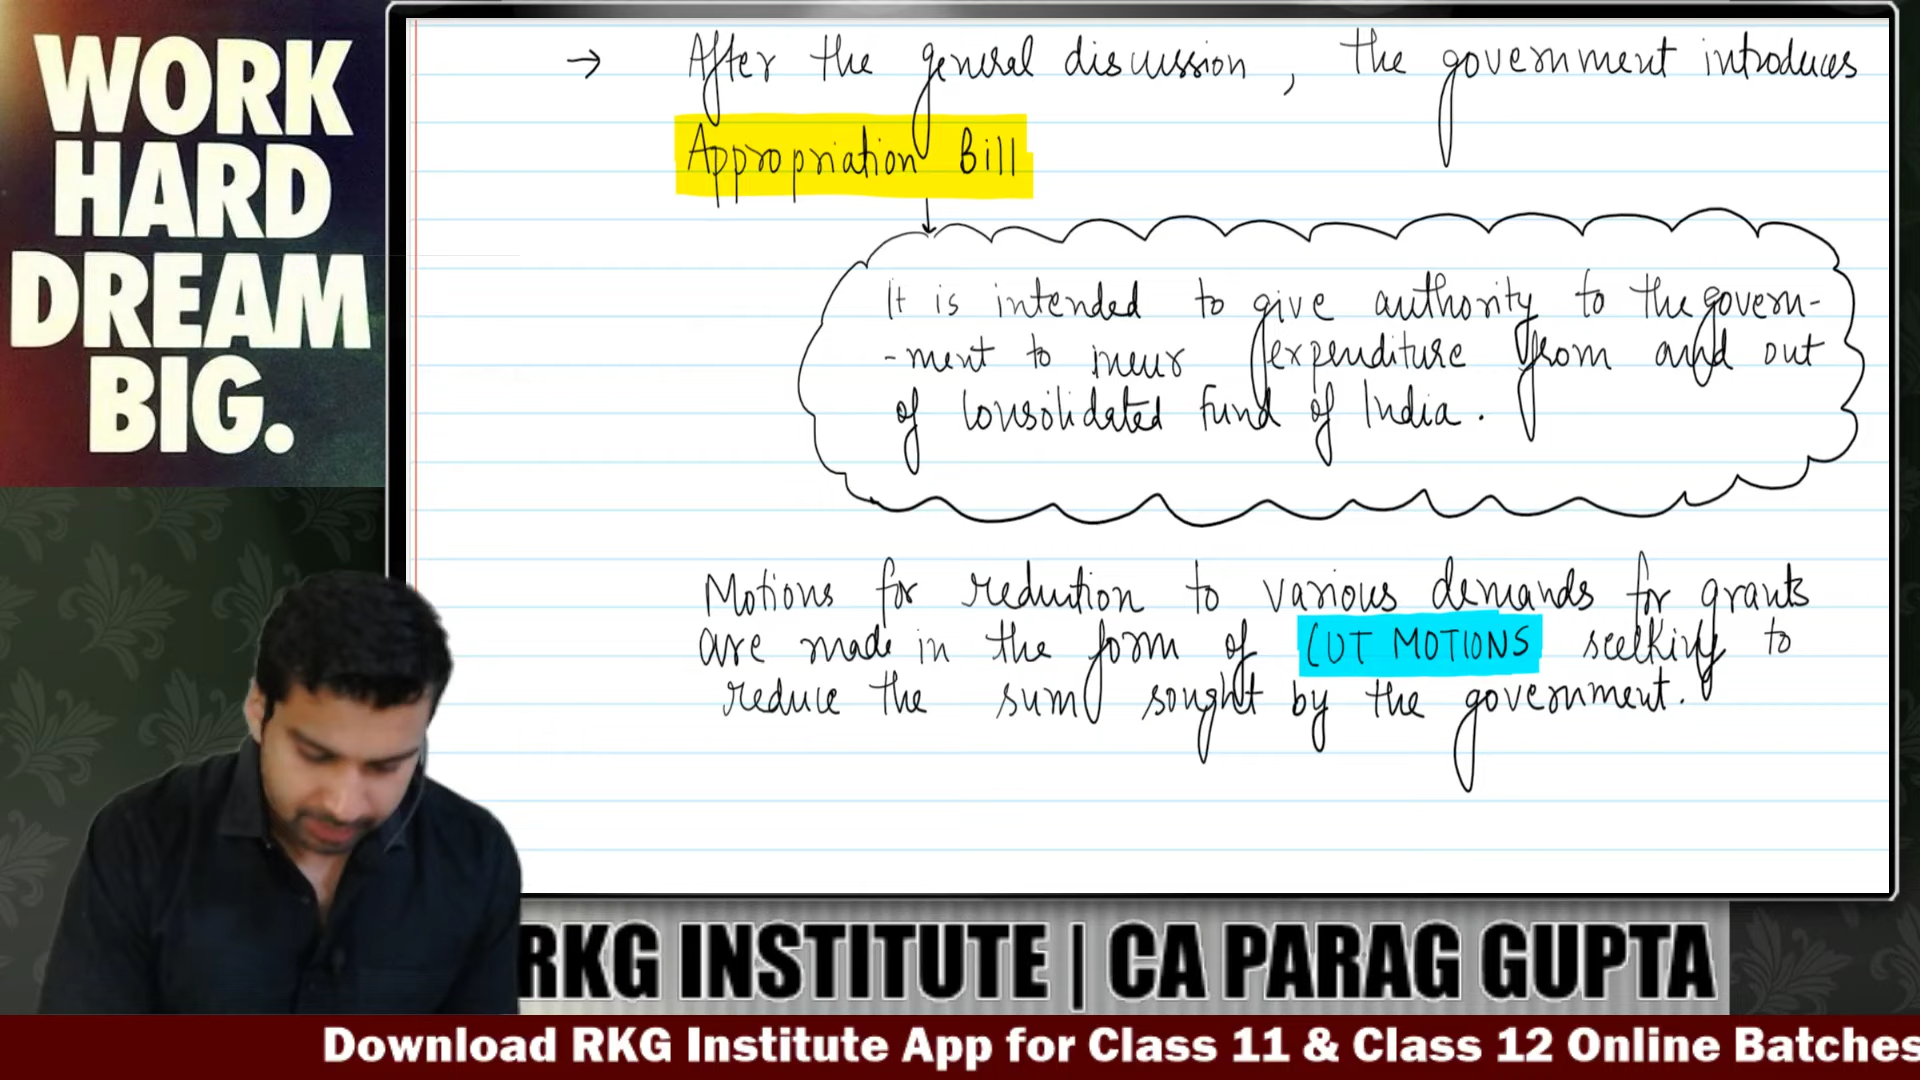 WORK
HARD
DREAM
BIG.
→ After the general discussion, the government introduces
Appropriation Bill
It is intended to give authority to the govern-
-ment to incur expenditure from and out
of Consolidated Fund of India.
Motions for reduction to various demands for grants
are made in the form of CUT MOTIONS seeking to
reduce the sum sought by the government.
RKG INSTITUTE | CA PARAG GUPTA
Download RKG Institute App for Class 11 & Class 12 Online Batches